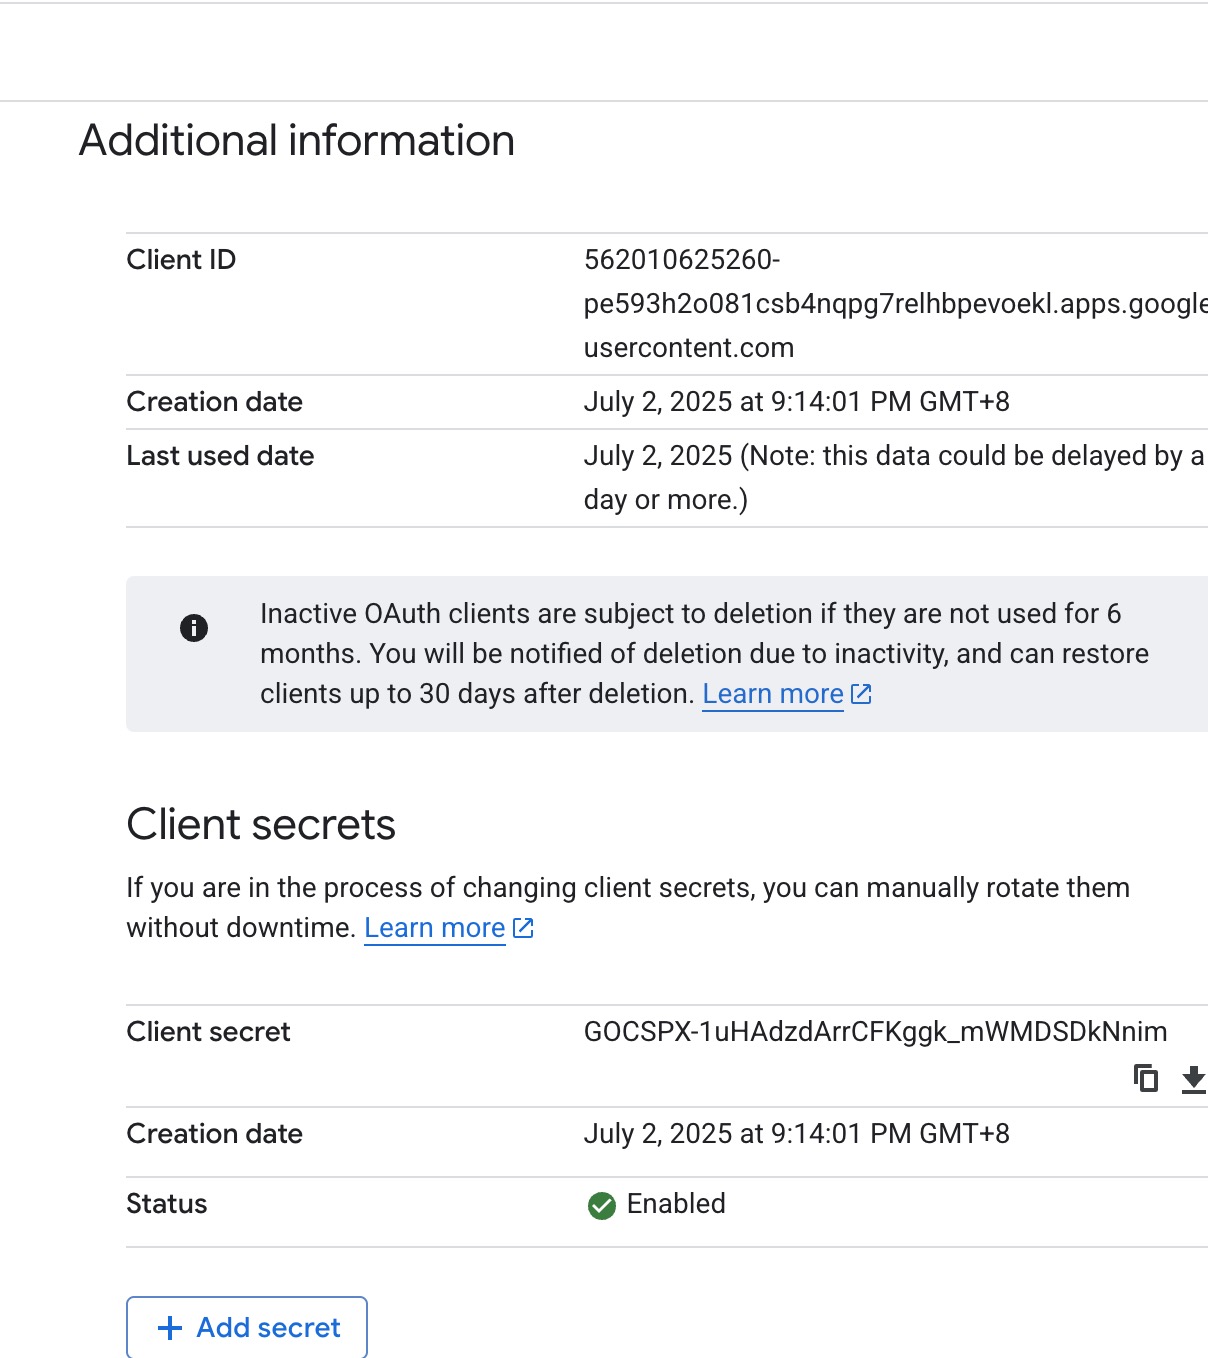 Additional information
Client ID
562010625260-
pe593h2o081csb4nqpg7relhbpevoekl.apps.google
usercontent.com
Creation date
July 2, 2025 at 9:14:01 PM GMT+8
Last used date
July 2, 2025 (Note: this data could be delayed by a
day or more.)
Inactive OAuth clients are subject to deletion if they are not used for 6
months. You will be notified of deletion due to inactivity, and can restore
clients up to 30 days after deletion. Learn more
Client secrets
If you are in the process of changing client secrets, you can manually rotate them
without downtime. Learn more
Client secret
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
Creation date
July 2, 2025 at 9:14:01 PM GMT+8
Status
Enabled
Add secret